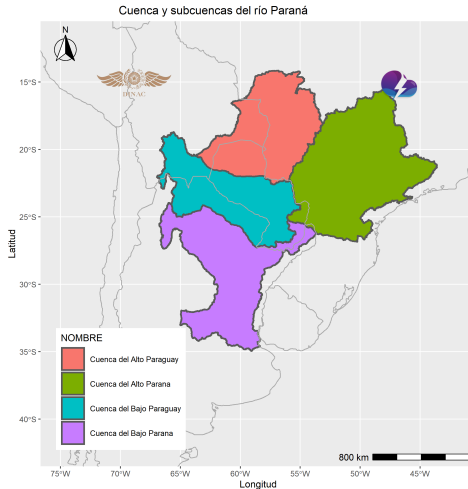 Cuenca y subcuencas del río Paraná
N
DINAC
15°S
20°S
25°S
30°S
35°S
40°S
Latitud
NOMBRE
Cuenca del Alto Paraguay
Cuenca del Alto Parana
Cuenca del Bajo Paraguay
Cuenca del Bajo Parana
800 km
75°W
70°W
65°W
60°W
55°W
50°W
45°W
Longitud